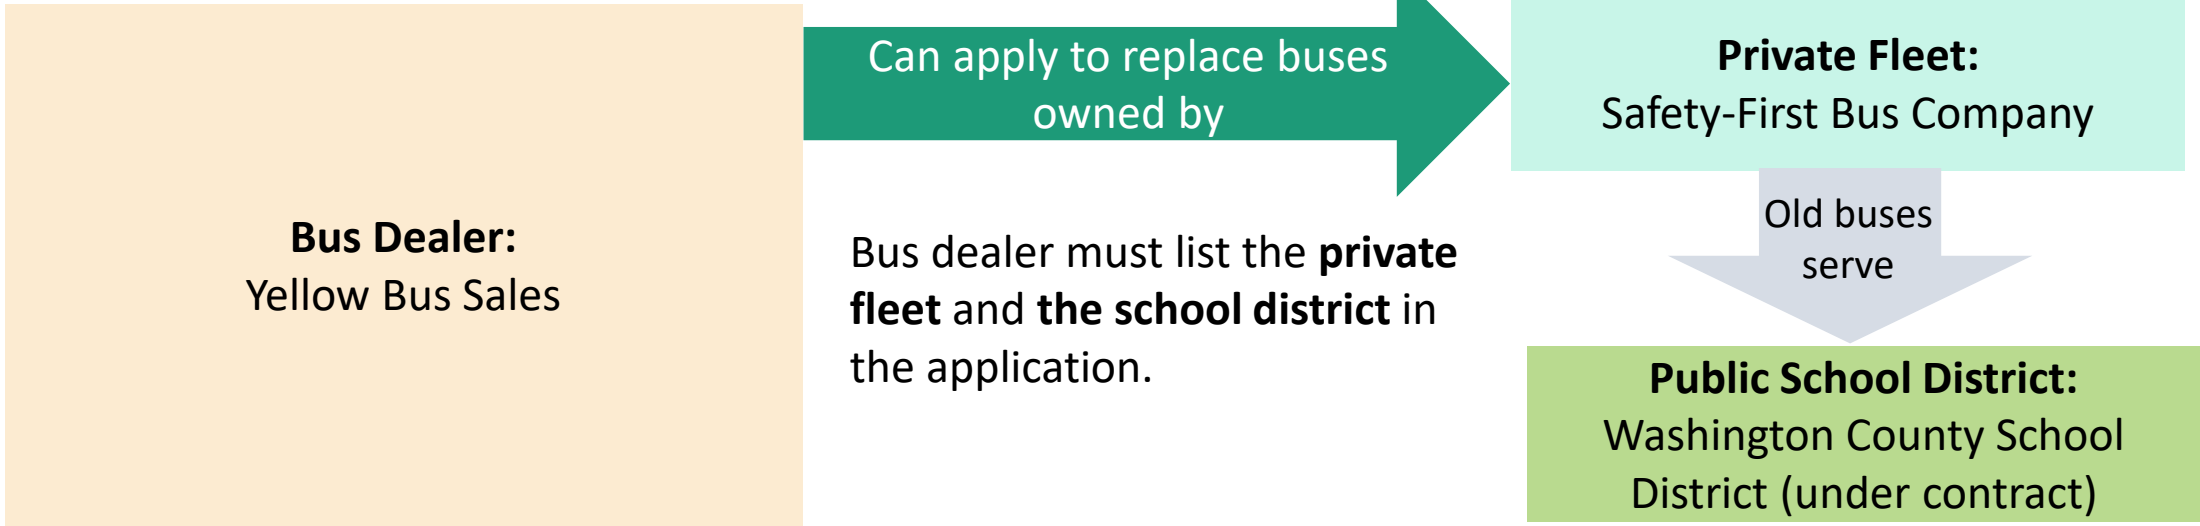 Bus Dealer:
Yellow Bus Sales
Can apply to replace buses
owned by
Bus dealer must list the private
fleet and the school district in
the application.
Private Fleet:
Safety-First Bus Company
Old buses
serve
Public School District:
Washington County School
District (under contract)